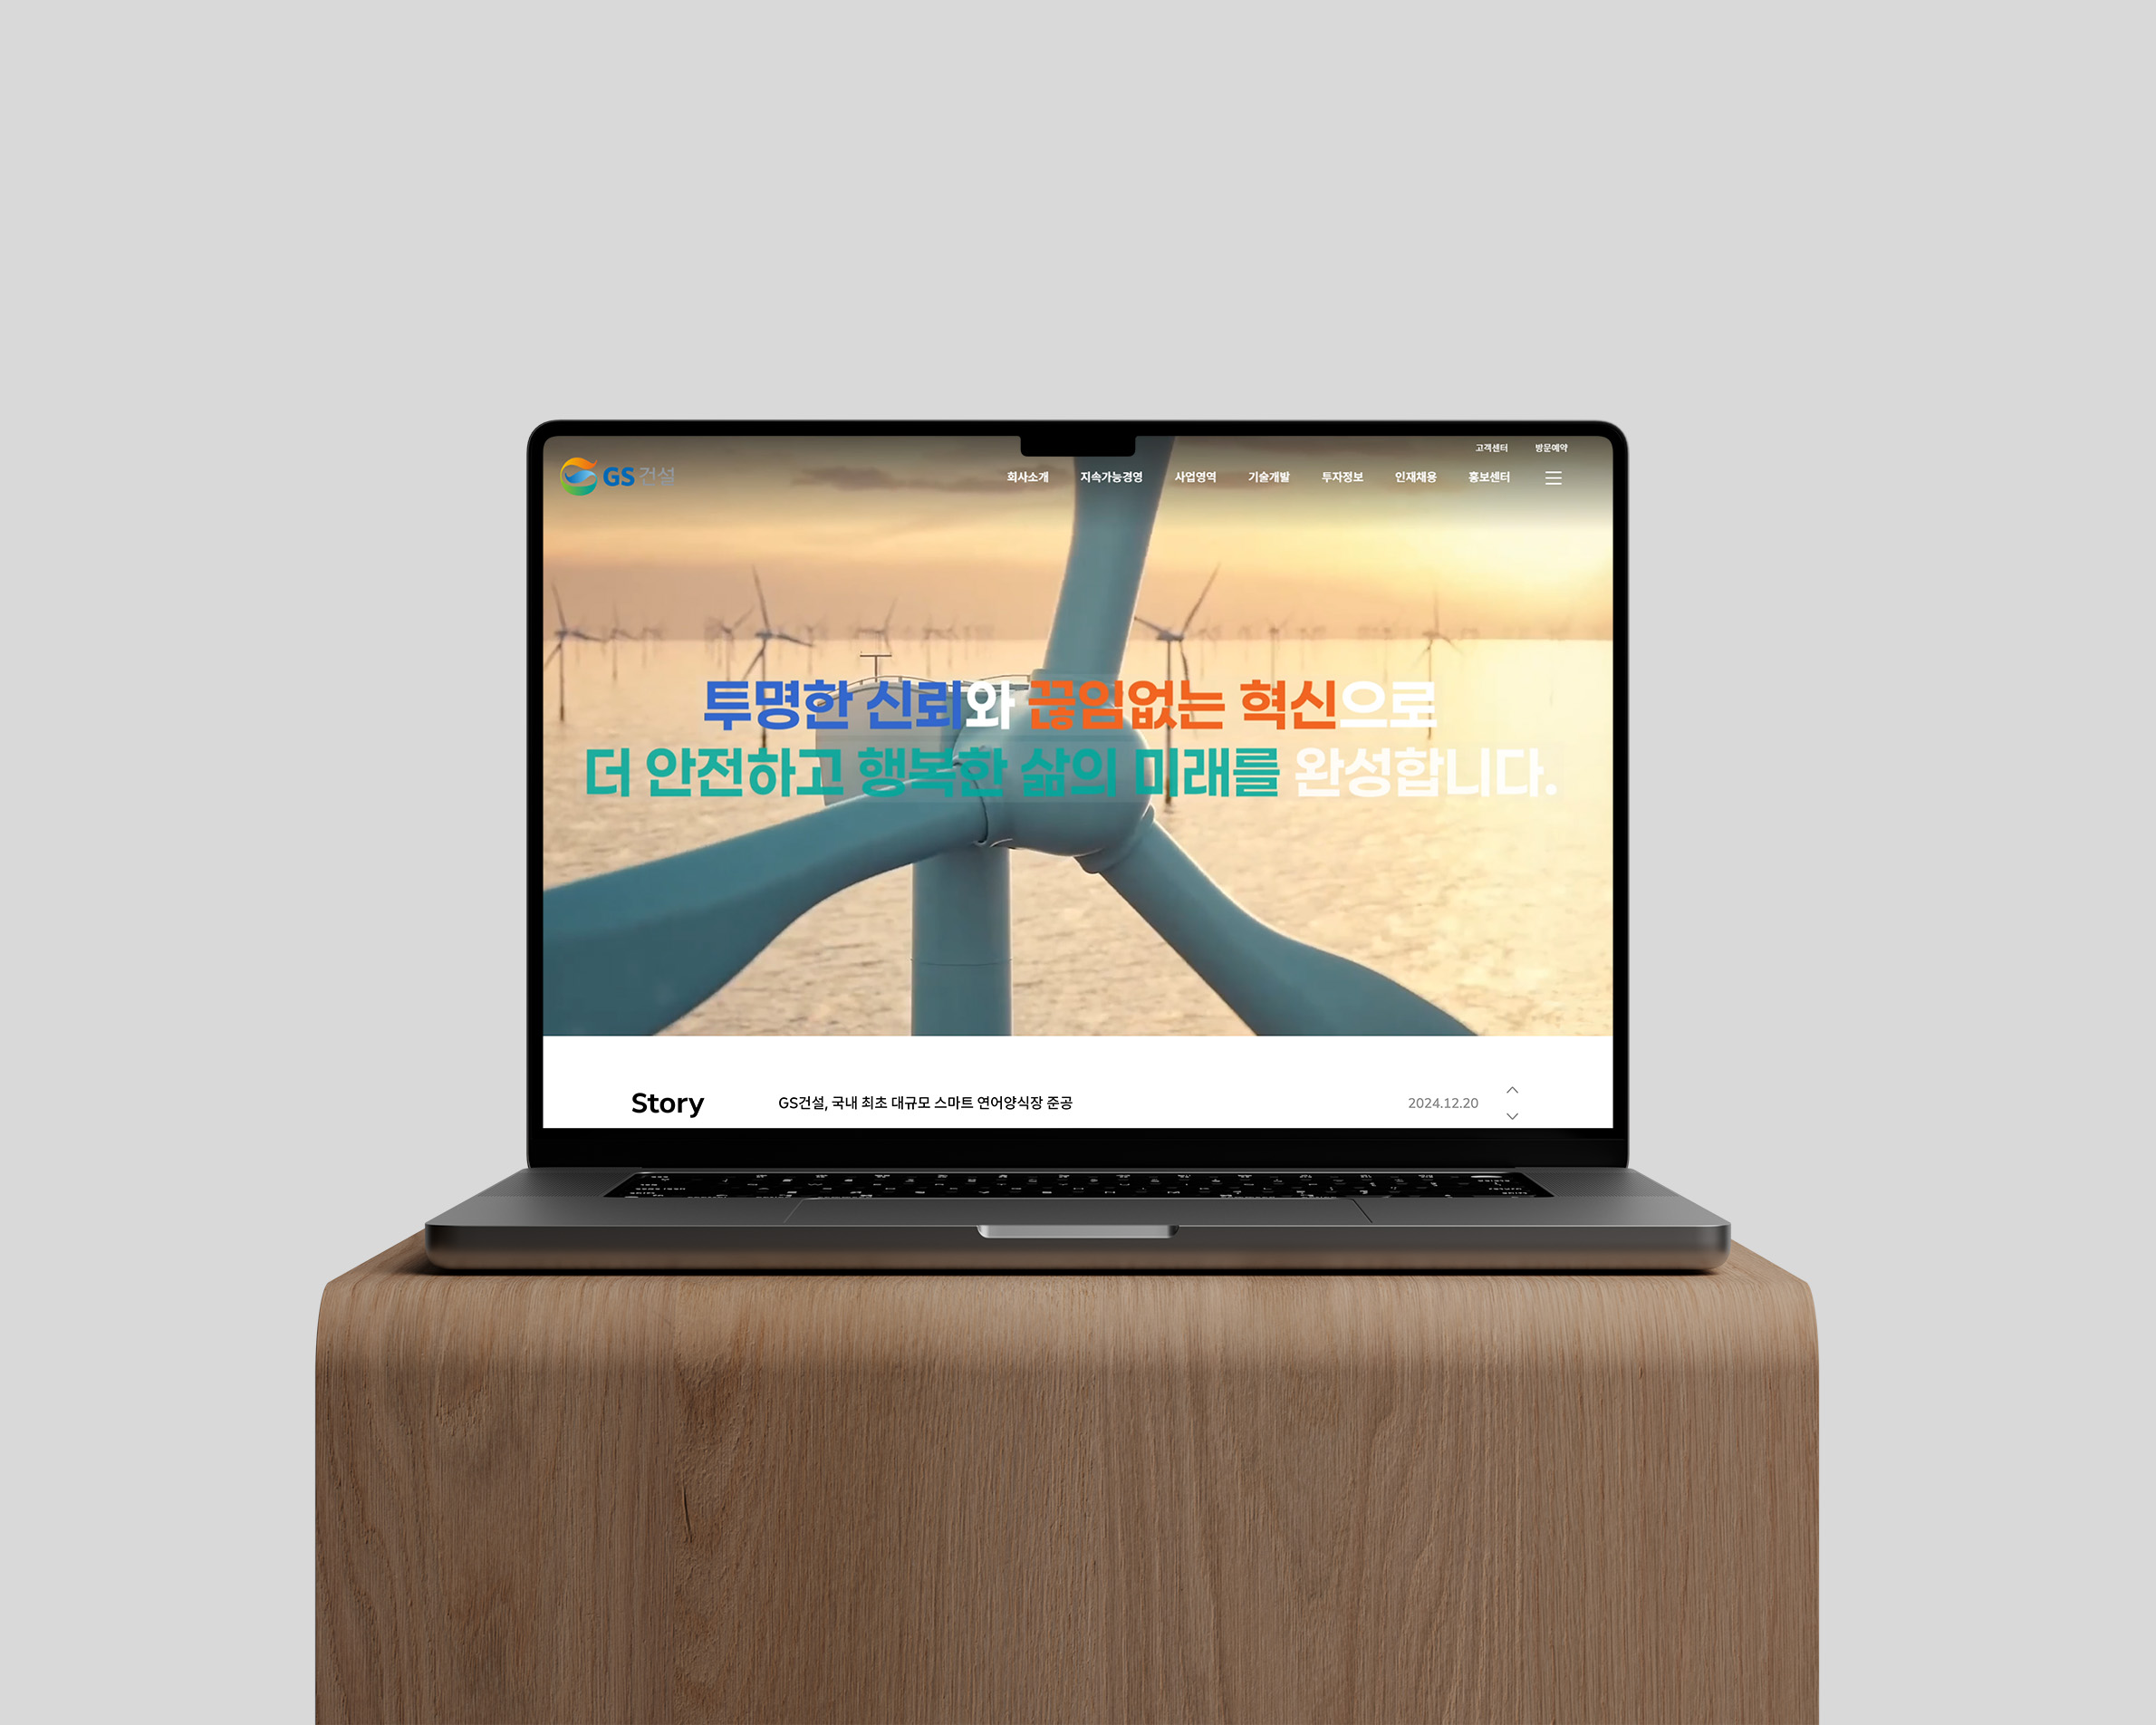 고객센터 방문예약
GS건설
회사소개 지속가능경영 사업영역 기술개발 투자정보 인재채용 홍보센터
투명한 신뢰와 끊임없는 혁신으로
더 안전하고 행복한 삶의 미래를 완성합니다.
Story GS건설, 국내 최초 대규모 스마트 연어양식장 준공 2024.12.20